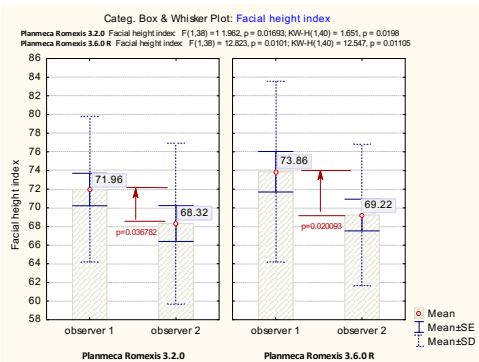 Categ. Box & Whisker Plot: Facial height index
Planmeca Romexis 3.2.0 Facial height index: F(1,38) =1 1.962, p = 0.01693; KW-H(1,40) = 1.651, p = 0.0198
Planmeca Romexis 3.6.0 R Facial height index: F(1,38) = 12.823, p = 0.0101; KW-H(1,40) = 12.547, p = 0.01105
Facial height index
86
84
82
80
78
76
74
72
70
68
66
64
62
60
58
71.96
68.32
p=0.036782
73.86
69.22
p=0.020093
observer 1
observer 2
observer 1
observer 2
Planmeca Romexis 3.2.0
Planmeca Romexis 3.6.0 R
Mean
Mean±SE
Mean±SD